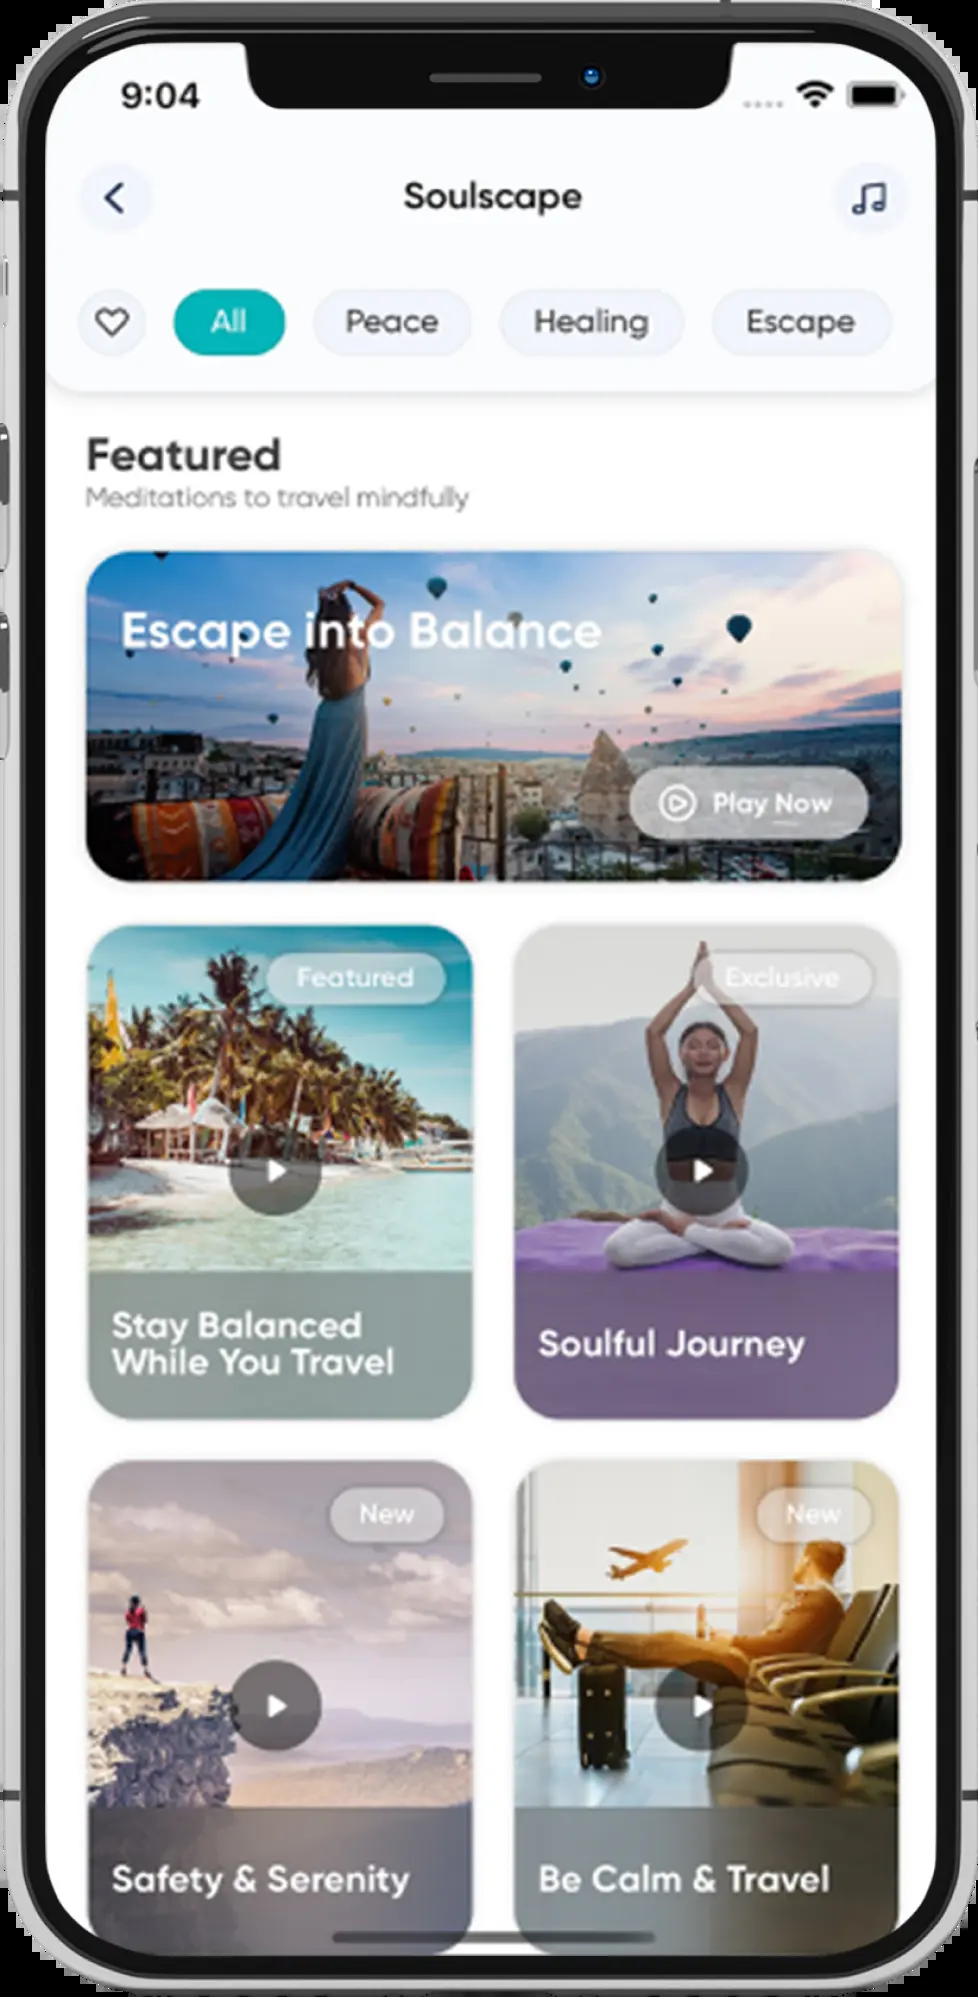 9:04
Soulscape
All
Peace
Healing
Escape
Featured
Meditations to travel mindfully
Escape into Balance
Play Now
Featured
Exclusive
Stay Balanced
While You Travel
Soulful Journey
New
New
Safety & Serenity
Be Calm & Travel